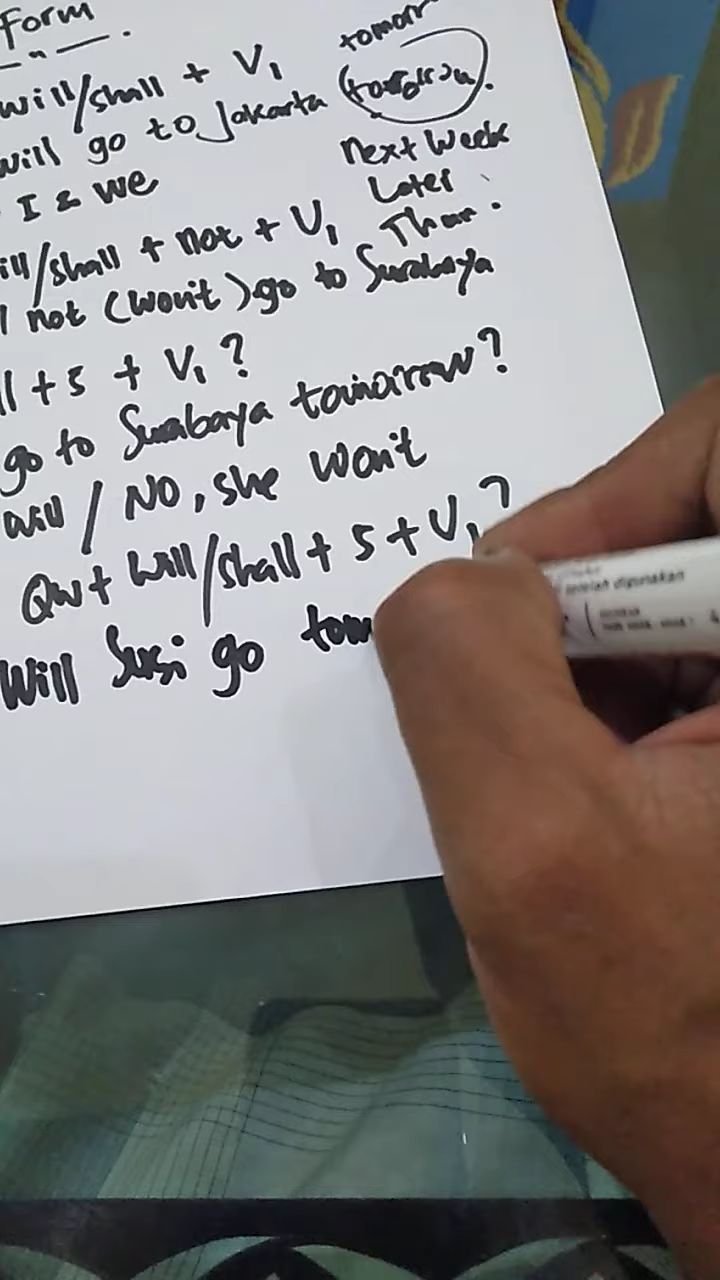 Form
will/shall + V1
tomorr
will go to Jakarta (tomorrow).
I & we
Next Week
Later
ill/shall + not + V1
l not (won't) go to Surabaya
ll + S + V1 ?
go to Surabaya tomorrow?
will / No, she won't
Qw + will/shall + S + V1 ?
Will Susi go tom